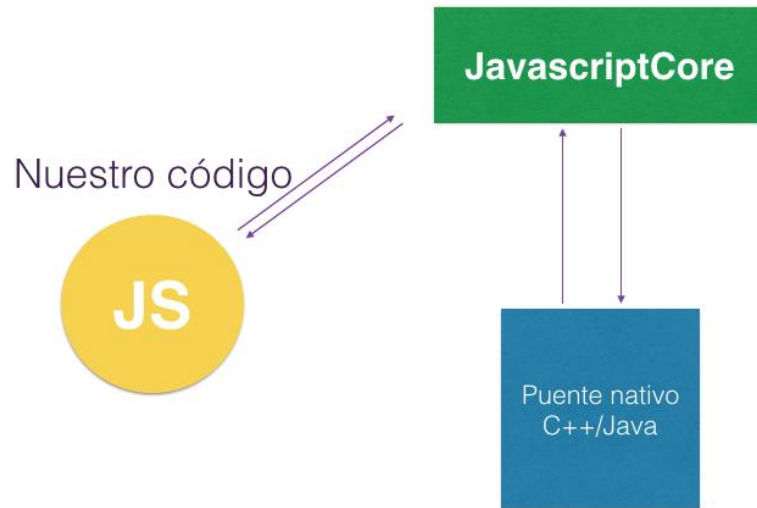 JavascriptCore
Nuestro código
JS
Puente nativo
C++/Java